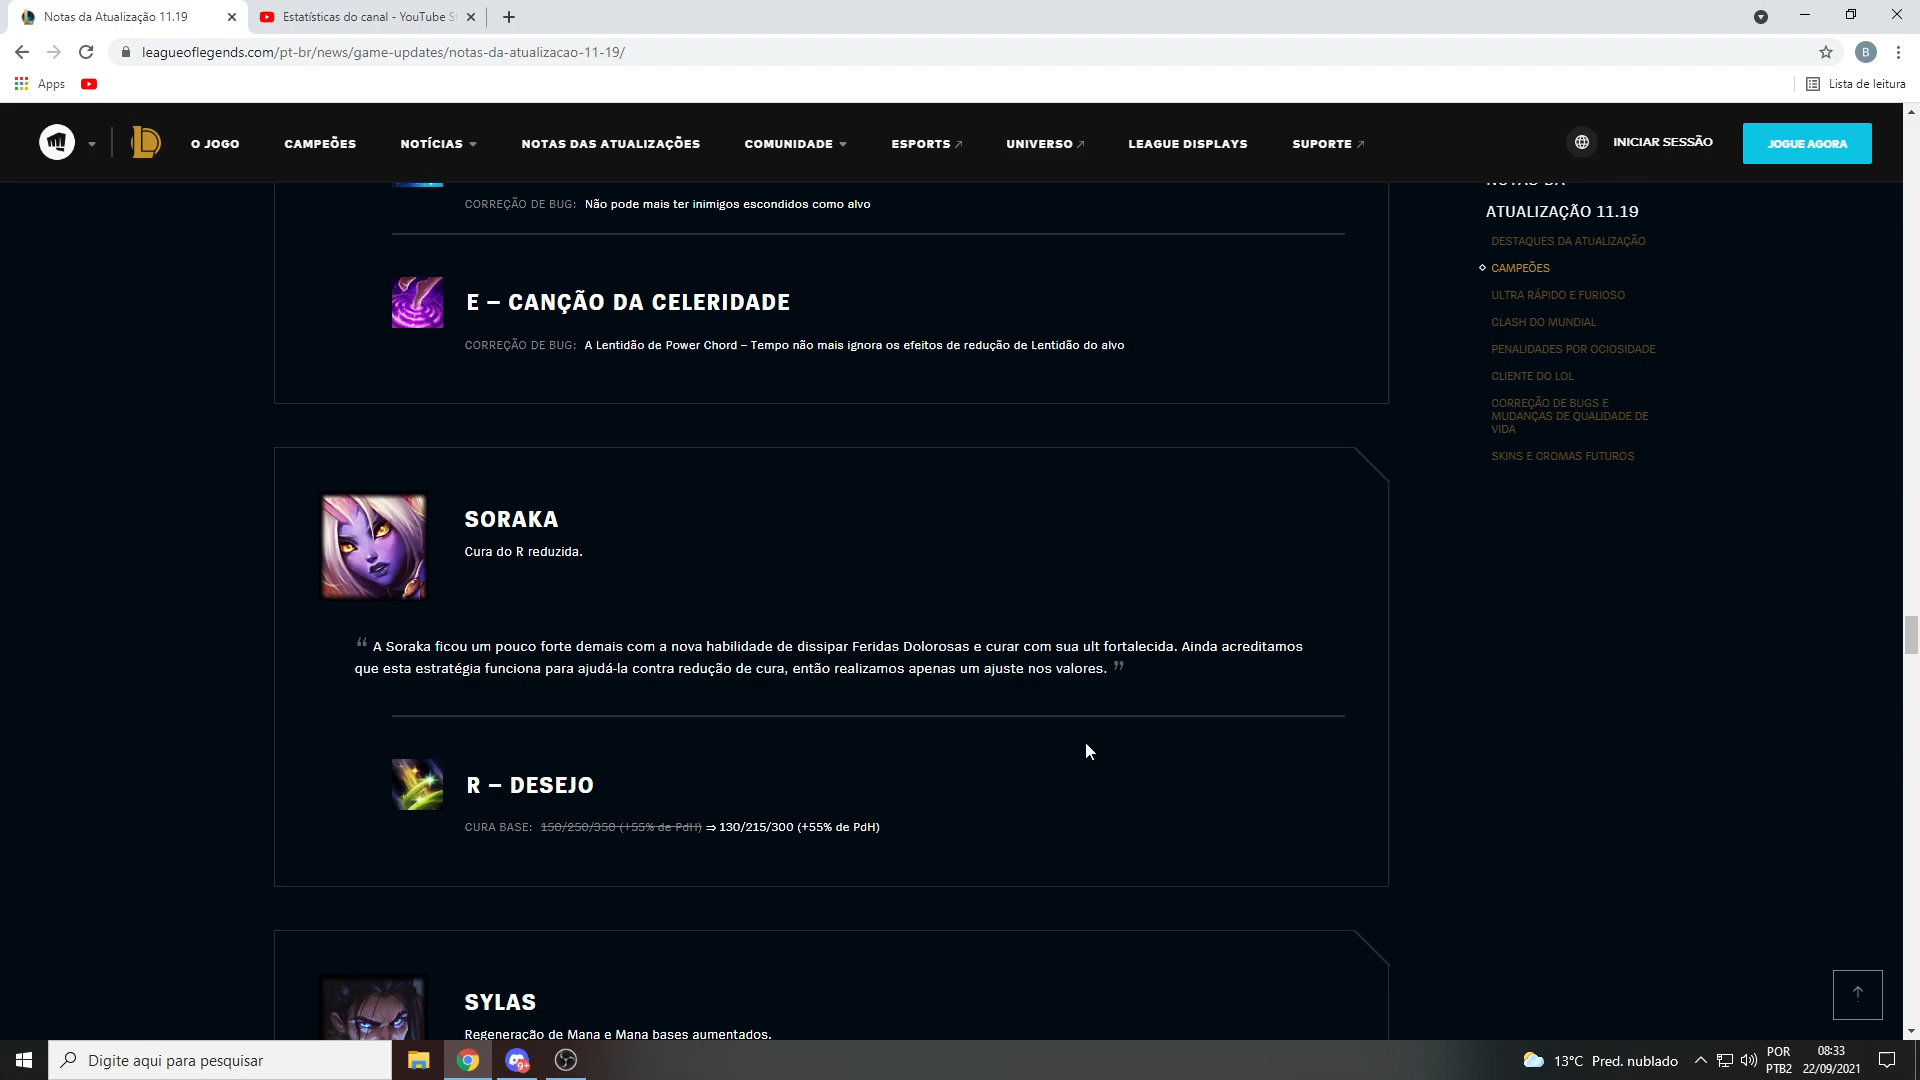 Notas da Atualização 11.19
Estatísticas do canal - YouTube S
leagueoflegends.com/pt-br/news/game-updates/notas-da-atualizacao-11-19/
B
Apps
Lista de leitura
O JOGO
CAMPEÕES
NOTÍCIAS
NOTAS DAS ATUALIZAÇÕES
COMUNIDADE
ESPORTS
UNIVERSO
LEAGUE DISPLAYS
SUPORTE
INICIAR SESSÃO
JOGUE AGORA
CORREÇÃO DE BUG: Não pode mais ter inimigos escondidos como alvo
E – CANÇÃO DA CELERIDADE
CORREÇÃO DE BUG: A Lentidão de Power Chord – Tempo não mais ignora os efeitos de redução de Lentidão do alvo
SORAKA
Cura do R reduzida.
“ A Soraka ficou um pouco forte demais com a nova habilidade de dissipar Feridas Dolorosas e curar com sua ult fortalecida. Ainda acreditamos
que esta estratégia funciona para ajudá-la contra redução de cura, então realizamos apenas um ajuste nos valores. ”
R – DESEJO
CURA BASE: 150/250/350 (+55% de PdH) ⇒ 130/215/300 (+55% de PdH)
SYLAS
Regeneração de Mana e Mana bases aumentados.
NOTAS DA
ATUALIZAÇÃO 11.19
DESTAQUES DA ATUALIZAÇÃO
CAMPEÕES
ULTRA RÁPIDO E FURIOSO
CLASH DO MUNDIAL
PENALIDADES POR OCIOSIDADE
CLIENTE DO LOL
CORREÇÃO DE BUGS E
MUDANÇAS DE QUALIDADE DE
VIDA
SKINS E CROMAS FUTUROS
Digite aqui para pesquisar
9+
13°C Pred. nublado
POR
PTB2
08:33
22/09/2021